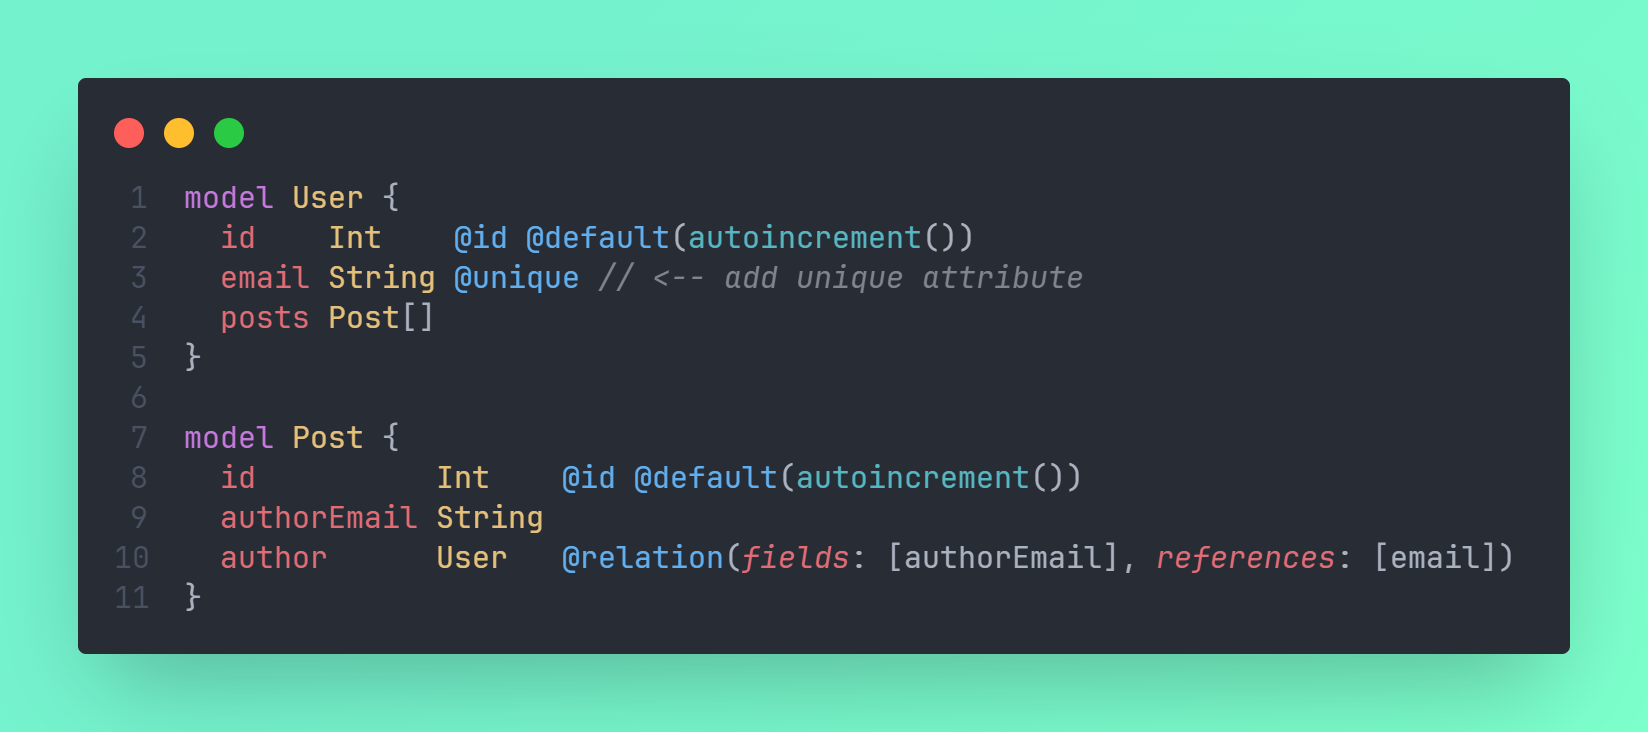 1 model User {
2   id    Int    @id @default(autoincrement())
3   email String @unique // <-- add unique attribute
4   posts Post[]
5 }
6
7 model Post {
8   id          Int    @id @default(autoincrement())
9   authorEmail String
10   author      User   @relation(fields: [authorEmail], references: [email])
11 }